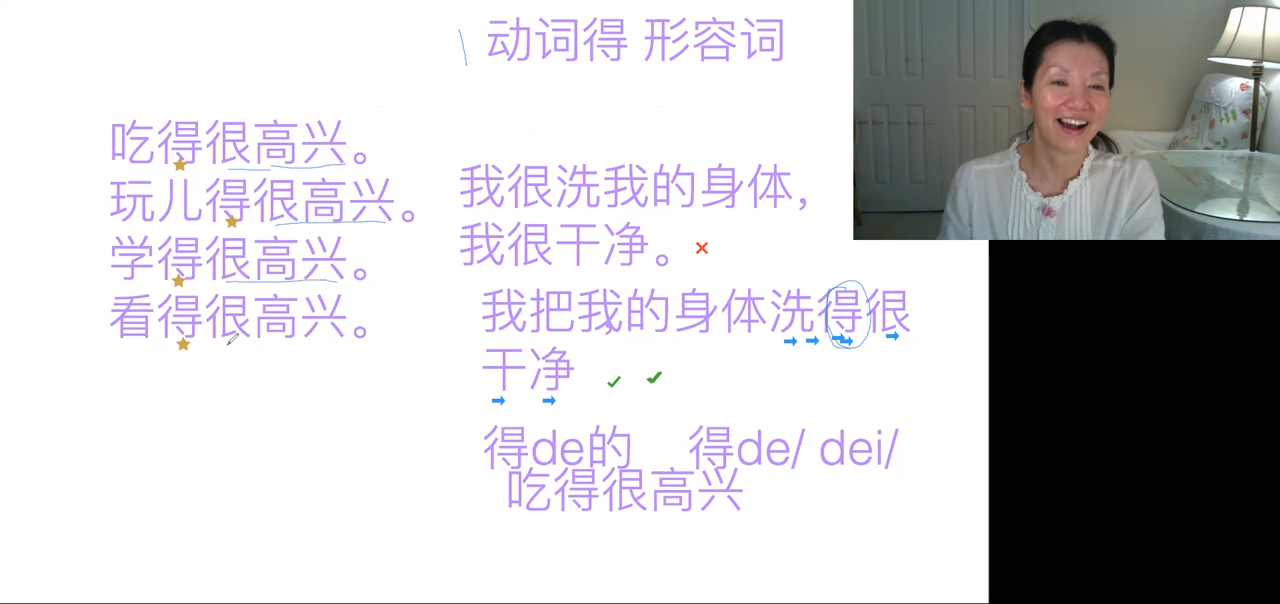 动词得 形容词
吃得很高兴。
玩儿得很高兴。
学得很高兴。
看得很高兴。
我很洗我的身体，
我很干净。
我把我的身体洗得很
干净
得de的 得de/ dei/
吃得很高兴